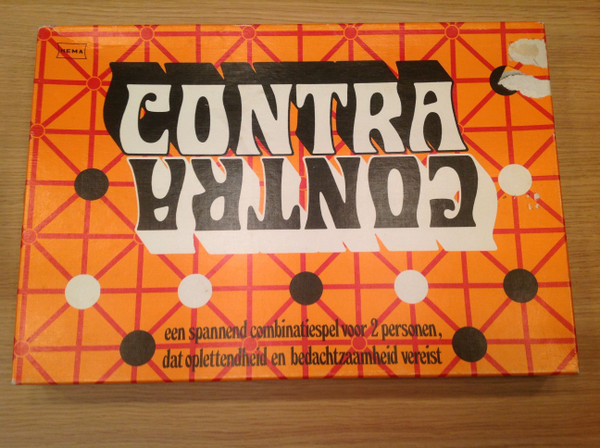 HEMA
CONTRA
CONTRA
een spannend combinatiespel voor 2 personen,
dat oplettendheid en bedachtzaamheid vereist